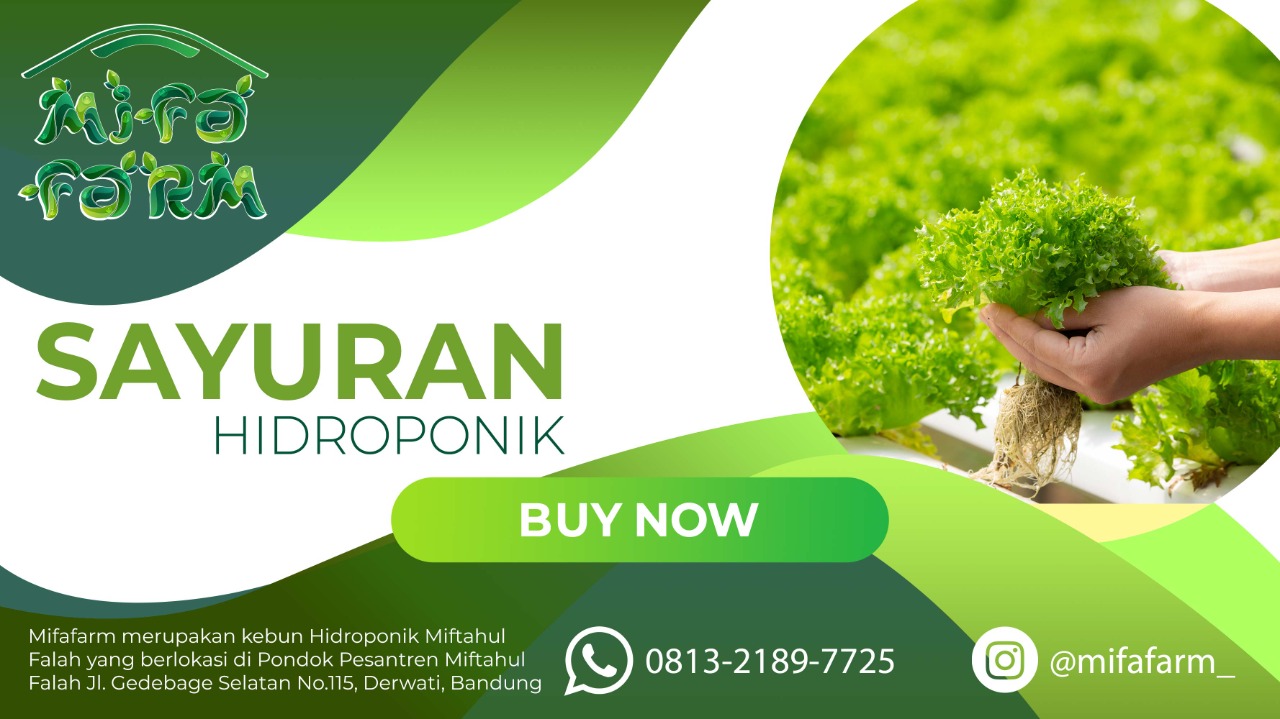 Mi-Fa
FARM
SAYURAN
HIDROPONIK
BUY NOW
Mifafarm merupakan kebun Hidroponik Miftahul
Falah yang berlokasi di Pondok Pesantren Miftahul
Falah Jl. Gedebage Selatan No.115, Derwati, Bandung
0813-2189-7725
@mifafarm_